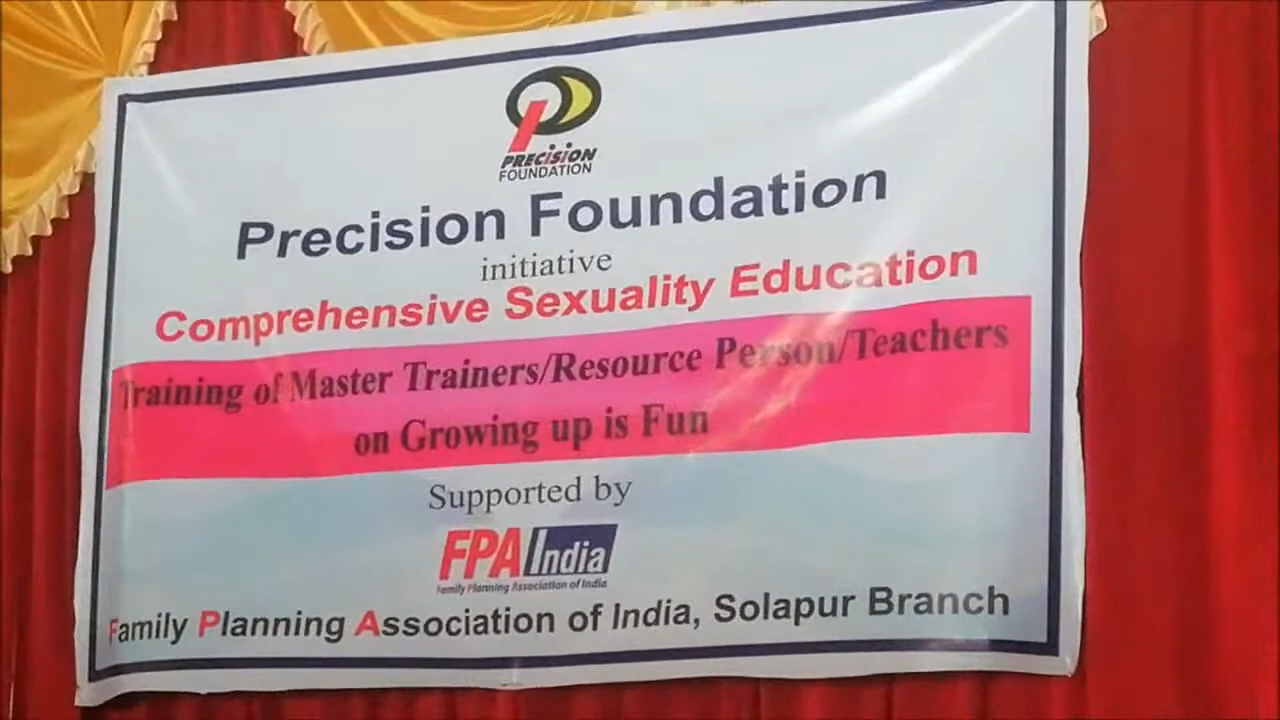 PRECISION
FOUNDATION
Precision Foundation
initiative
Comprehensive Sexuality Education
Training of Master Trainers/Resource Person/Teachers
on Growing up is Fun
Supported by
FPA India
Family Planning Association of India
Family Planning Association of India, Solapur Branch